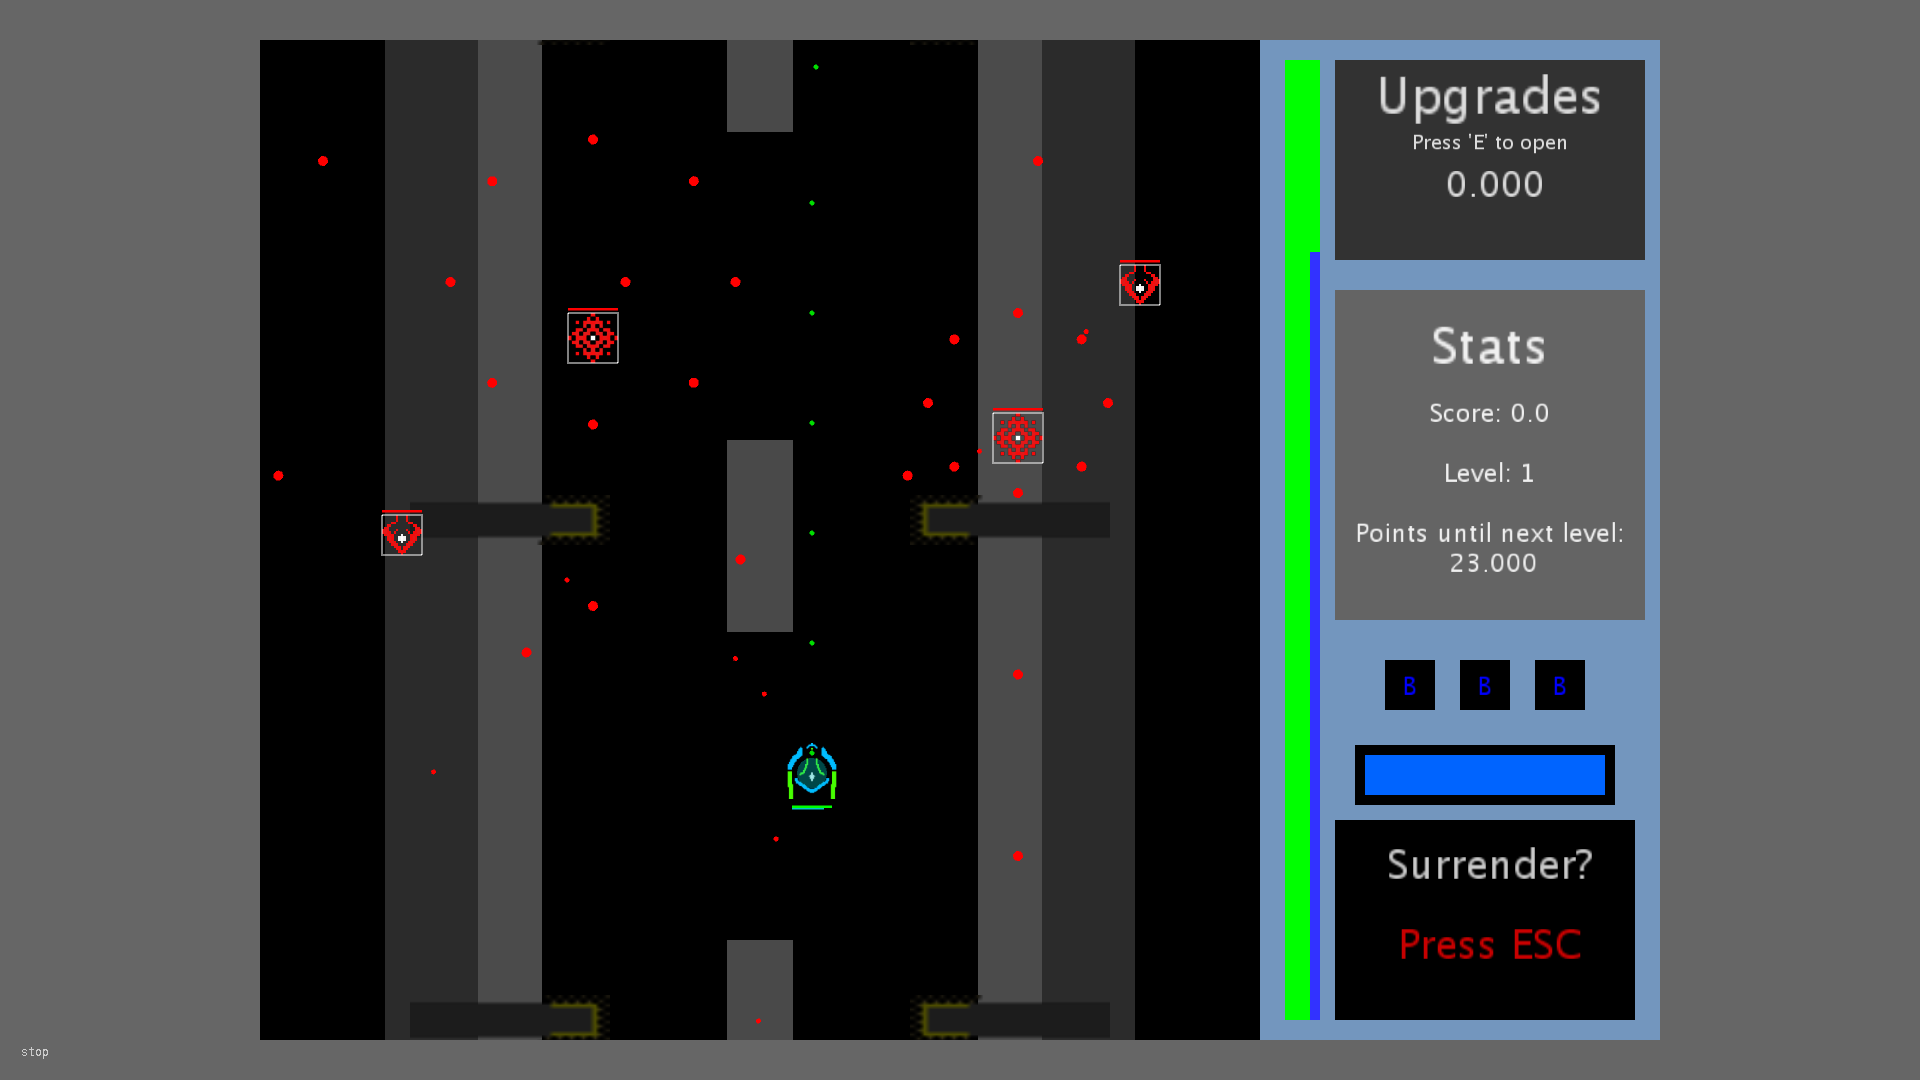 Upgrades
Press 'E' to open
0.000
Stats
Score: 0.0
Level: 1
Points until next level:
23.000
B B B
Surrender?
Press ESC
stop